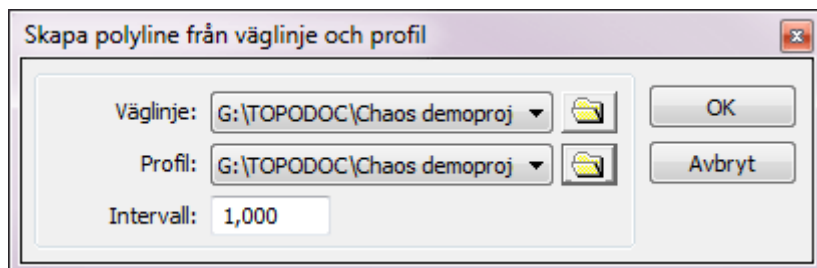 Skapa polyline från väglinje och profil
Väglinje: G:\TOPODOC\Chaos demoproj OK
Profil: G:\TOPODOC\Chaos demoproj Avbryt
Intervall: 1,000